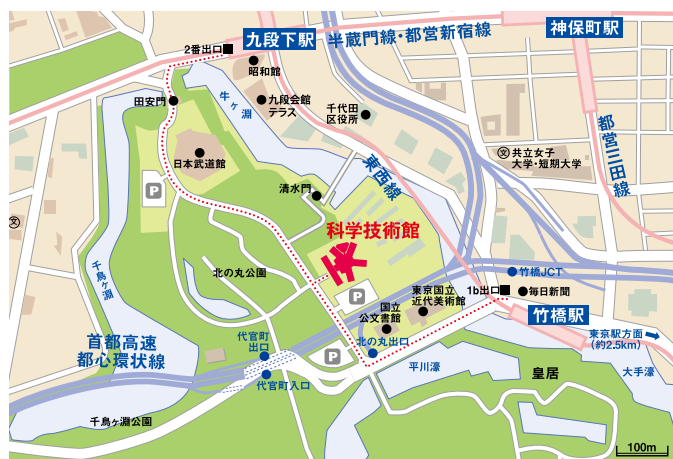 神保町駅
九段下駅
半蔵門線・都営新宿線
2番出口
昭和館
牛ヶ淵
九段会館
テラス
田安門
千代田
区役所
都営三田線
共立女子
大学・短期大学
文
日本武道館
東西線
P
清水門
文
科学技術館
千鳥ヶ淵
北の丸公園
竹橋JCT
1b出口
毎日新聞
東京国立
近代美術館
P
国立
公文書館
竹橋駅
首都高速
都心環状線
代官町
出口
P
北の丸出口
東京駅方面
(約2.5km)
平川濠
皇居
大手濠
代官町入口
千鳥ヶ淵公園
100m